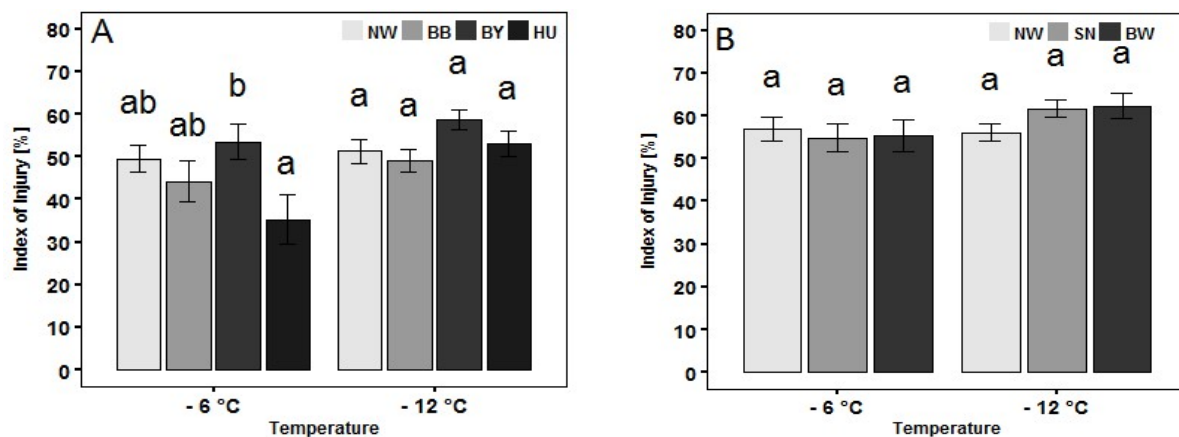 A
NW BB BY HU
Index of Injury [%]
80
70
60
50
40
30
20
10
0
ab ab b a a a a a
- 6 °C - 12 °C
Temperature
B
NW SN BW
Index of Injury [%]
80
70
60
50
40
30
20
10
0
a a a a a a
- 6 °C - 12 °C
Temperature